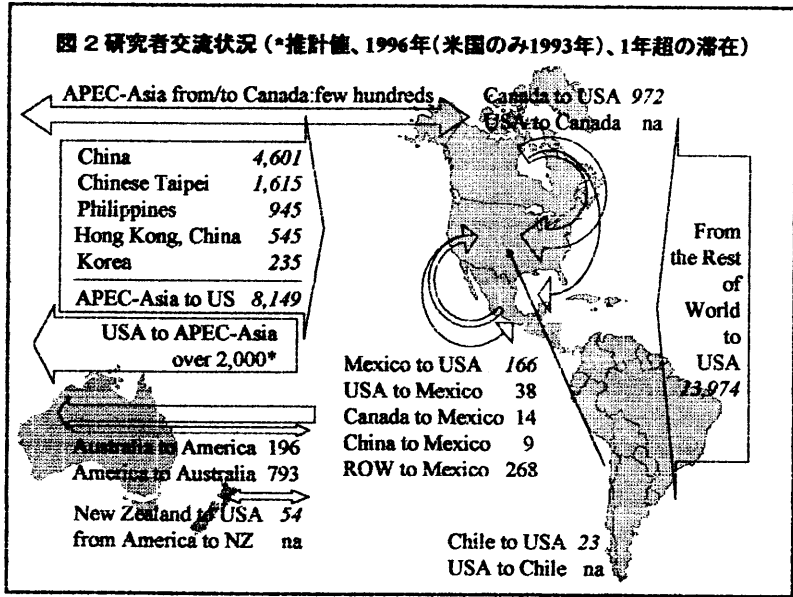 図2 研究者交流状況(*推計値、1996年(米国のみ1993年)、1年超の滞在)
APEC-Asia from/to Canada:few hundreds
Canada to USA 972
USA to Canada na
China 4,601
Chinese Taipei 1,615
Philippines 945
Hong Kong, China 545
Korea 235
APEC-Asia to US 8,149
USA to APEC-Asia
over 2,000*
From
the Rest
of
World
to
USA
13,974
Mexico to USA 166
USA to Mexico 38
Canada to Mexico 14
China to Mexico 9
ROW to Mexico 268
Australia to America 196
America to Australia 793
New Zealand to USA 54
from America to NZ na
Chile to USA 23
USA to Chile na